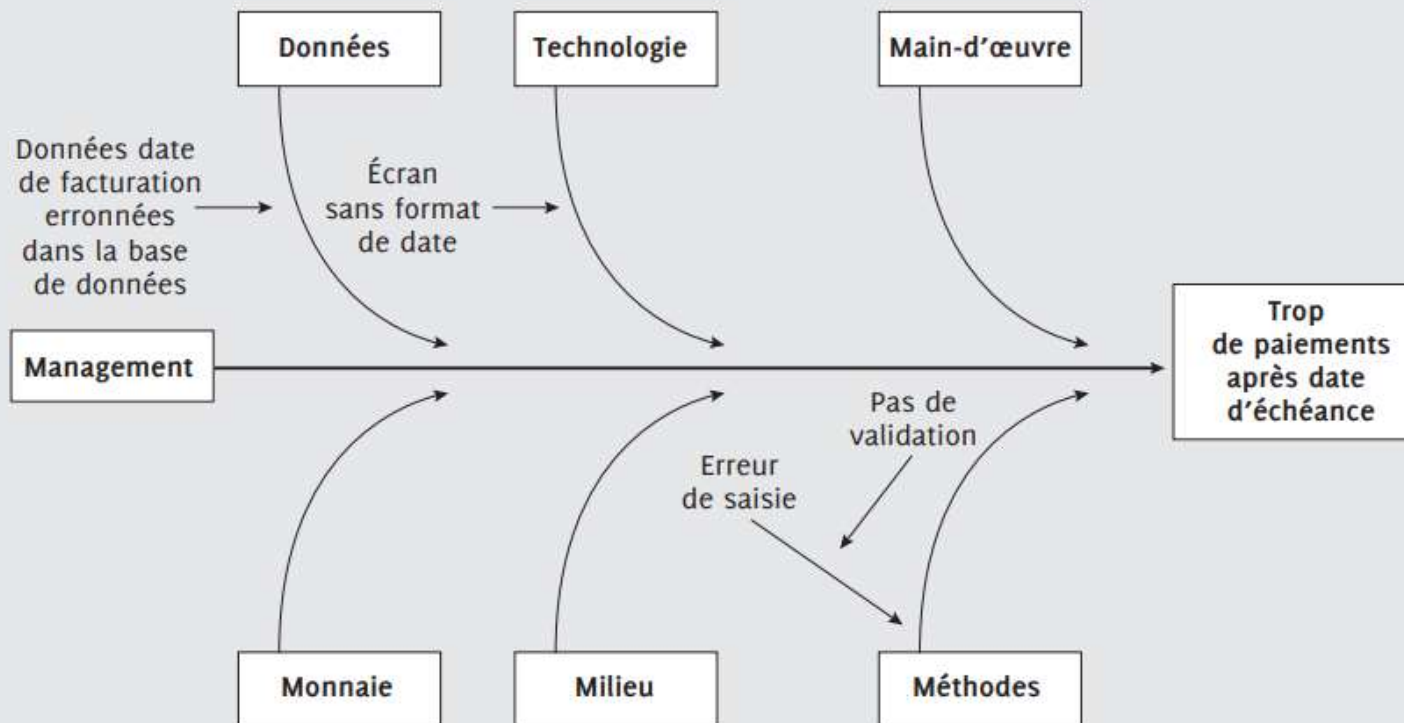 Données
Technologie
Main-d'œuvre
Données date
de facturation
erronnées
dans la base
de données
Écran
sans format
de date
Management
Trop
de paiements
après date
d'échéance
Pas de
validation
Erreur
de saisie
Monnaie
Milieu
Méthodes